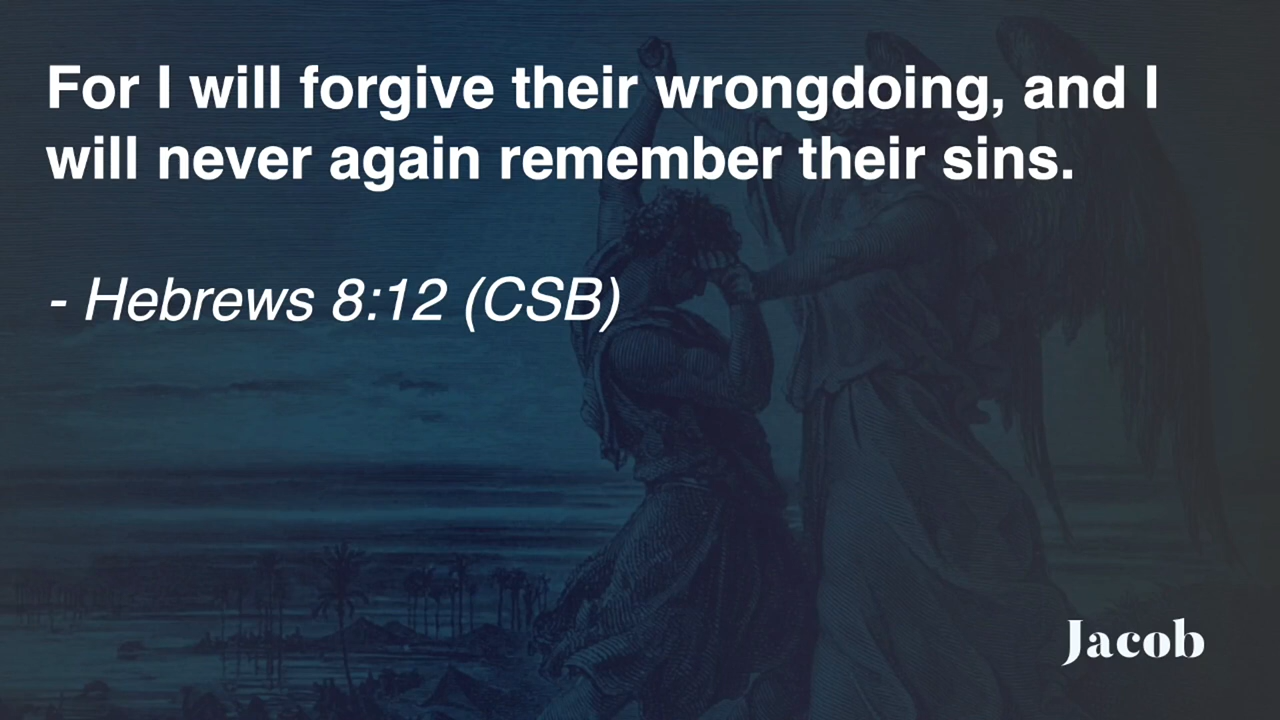 For I will forgive their wrongdoing, and I
will never again remember their sins.
- Hebrews 8:12 (CSB)
Jacob